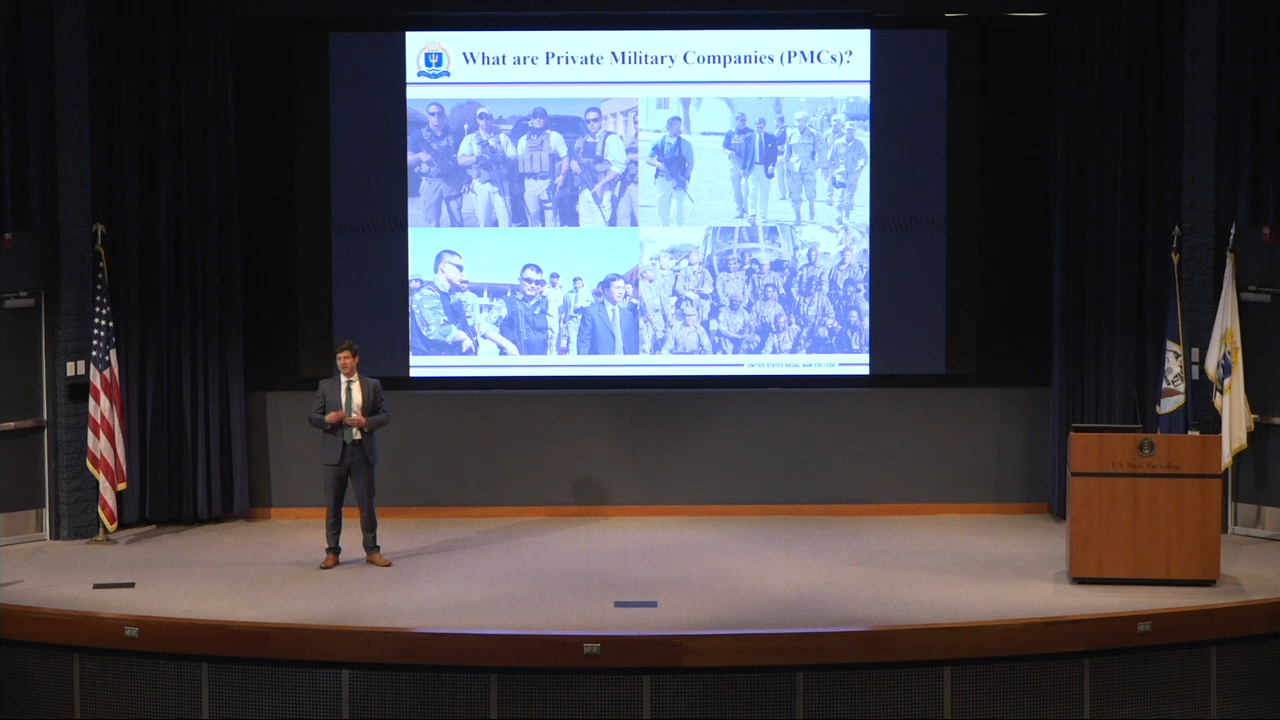 What are Private Military Companies (PMCs)?
UNITED STATES NAVAL WAR COLLEGE
U.S. Naval War College